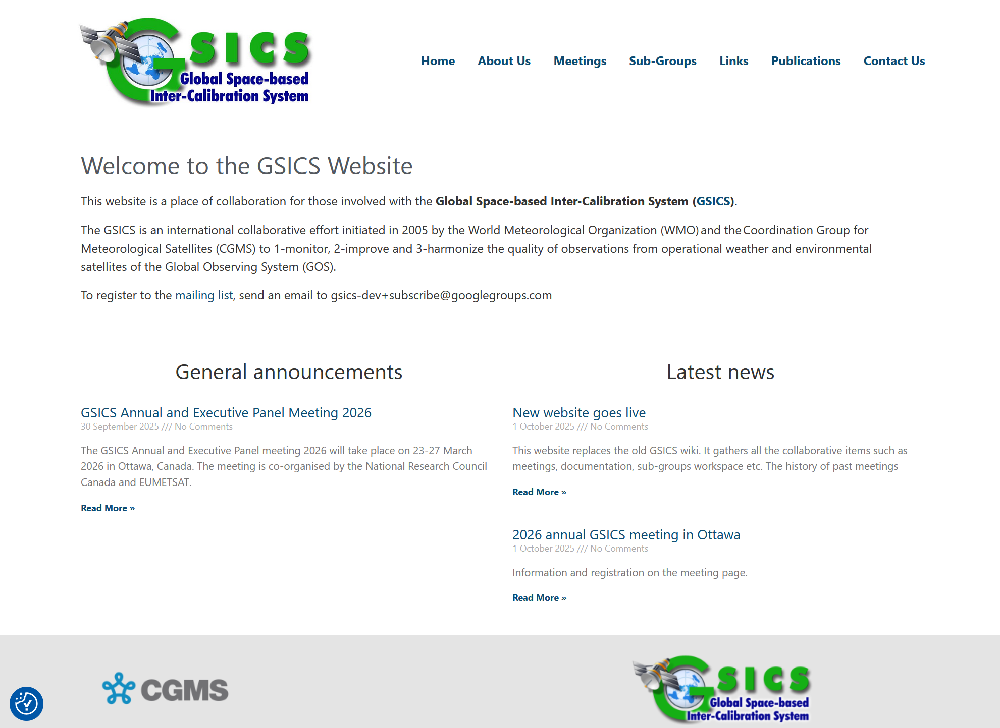 GSICS
Global Space-based
Inter-Calibration System
Home About Us Meetings Sub-Groups Links Publications Contact Us
Welcome to the GSICS Website
This website is a place of collaboration for those involved with the Global Space-based Inter-Calibration System (GSICS).
The GSICS is an international collaborative effort initiated in 2005 by the World Meteorological Organization (WMO) and the Coordination Group for
Meteorological Satellites (CGMS) to 1-monitor, 2-improve and 3-harmonize the quality of observations from operational weather and environmental
satellites of the Global Observing System (GOS).
To register to the mailing list, send an email to gsics-dev+subscribe@googlegroups.com
General announcements
GSICS Annual and Executive Panel Meeting 2026
30 September 2025 /// No Comments
The GSICS Annual and Executive Panel meeting 2026 will take place on 23-27 March
2026 in Ottawa, Canada. The meeting is co-organised by the National Research Council
Canada and EUMETSAT.
Read More »
Latest news
New website goes live
1 October 2025 /// No Comments
This website replaces the old GSICS wiki. It gathers all the collaborative items such as
meetings, documentation, sub-groups workspace etc. The history of past meetings
Read More »
2026 annual GSICS meeting in Ottawa
1 October 2025 /// No Comments
Information and registration on the meeting page.
Read More »
CGMS
GSICS
Global Space-based
Inter-Calibration System